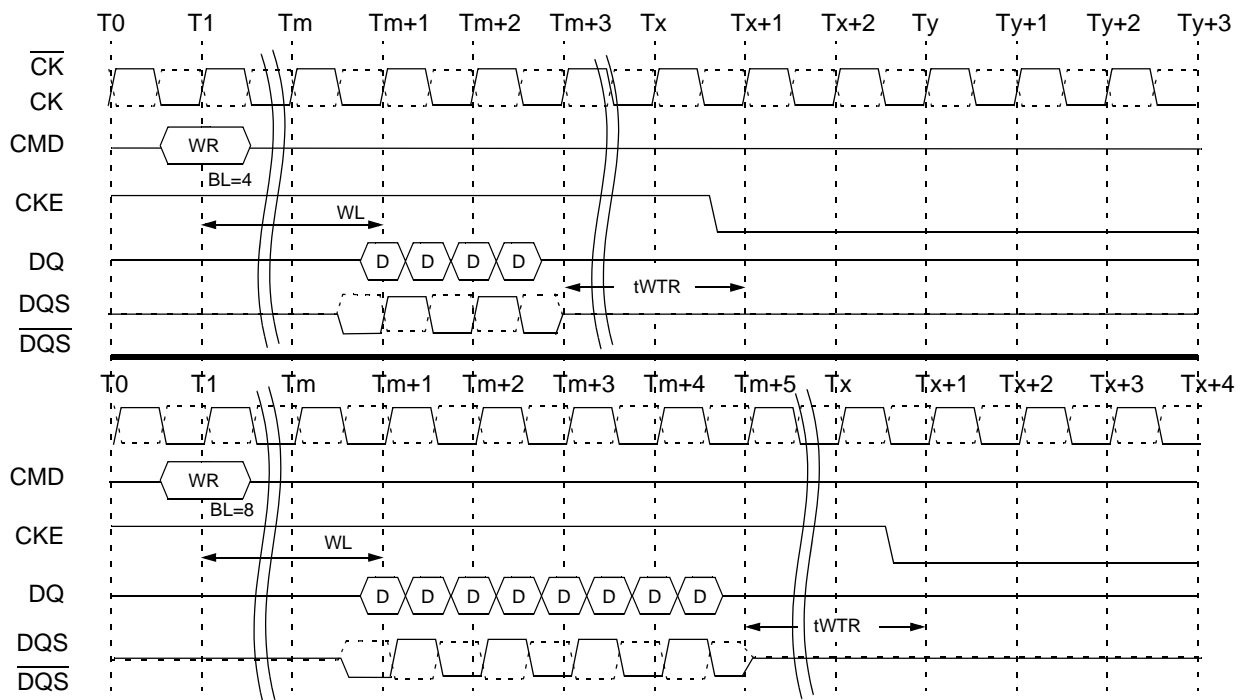 T0 T1 Tm Tm+1 Tm+2 Tm+3 Tx Tx+1 Tx+2 Ty Ty+1 Ty+2 Ty+3
CK
CK
CMD WR
BL=4
CKE
WL
DQ D D D D
tWTR
DQS
DQS
T0 T1 Tm Tm+1 Tm+2 Tm+3 Tm+4 Tm+5 Tx Tx+1 Tx+2 Tx+3 Tx+4
CMD WR
BL=8
CKE
WL
DQ D D D D D D D D
tWTR
DQS
DQS